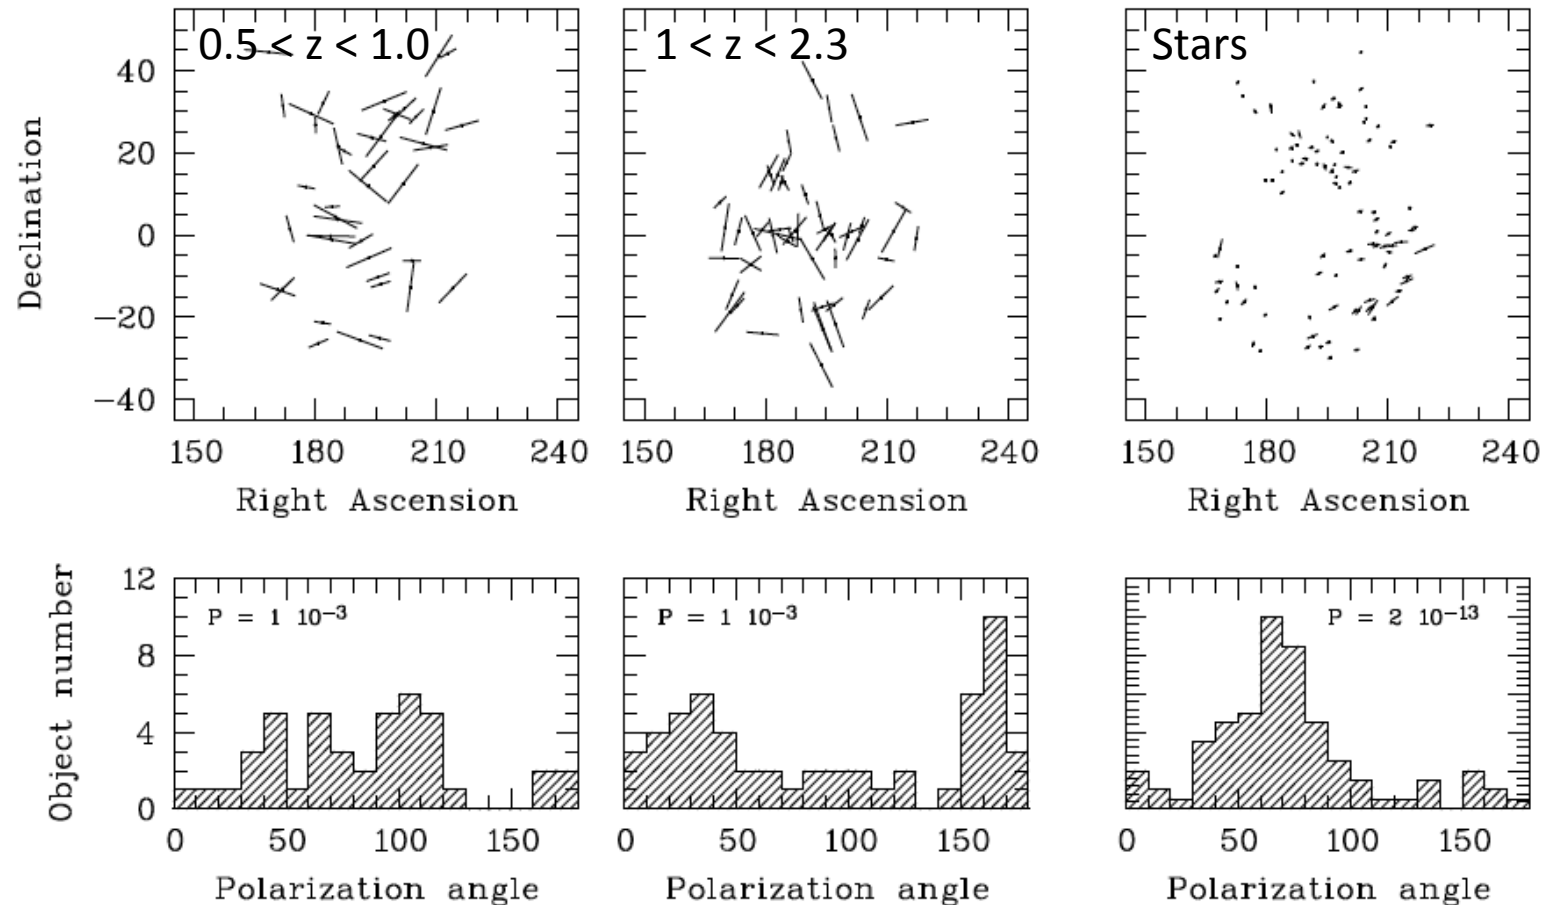 0.5 < z < 1.0
1 < z < 2.3
Stars
Declination
40
20
0
−20
−40
150 180 210 240
150 180 210 240
150 180 210 240
Right Ascension
Right Ascension
Right Ascension
Object number
12
8
4
0
P = 1 10⁻³
P = 1 10⁻³
P = 2 10⁻¹³
0 50 100 150
0 50 100 150
0 50 100 150
Polarization angle
Polarization angle
Polarization angle